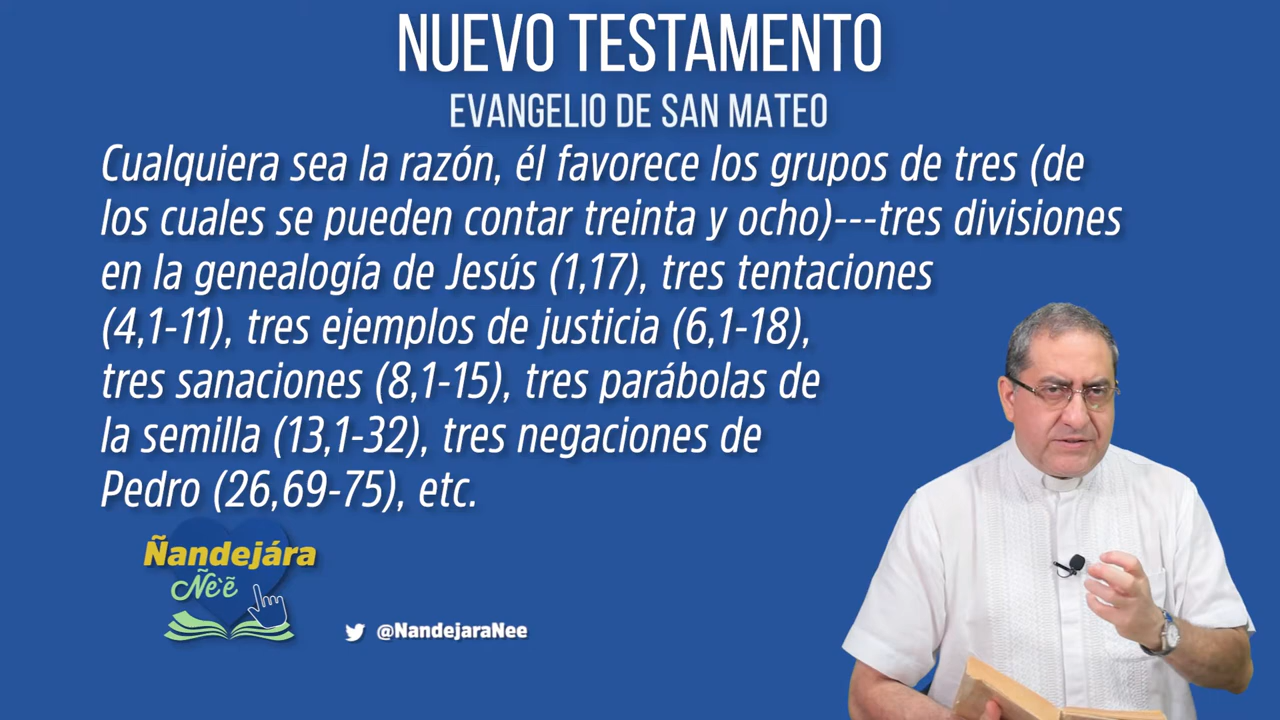 NUEVO TESTAMENTO
EVANGELIO DE SAN MATEO
Cualquiera sea la razón, él favorece los grupos de tres (de
los cuales se pueden contar treinta y ocho)---tres divisiones
en la genealogía de Jesús (1,17), tres tentaciones
(4,1-11), tres ejemplos de justicia (6,1-18),
tres sanaciones (8,1-15), tres parábolas de
la semilla (13,1-32), tres negaciones de
Pedro (26,69-75), etc.
Ñandejára
Ñe'ẽ
@NandejaraNee